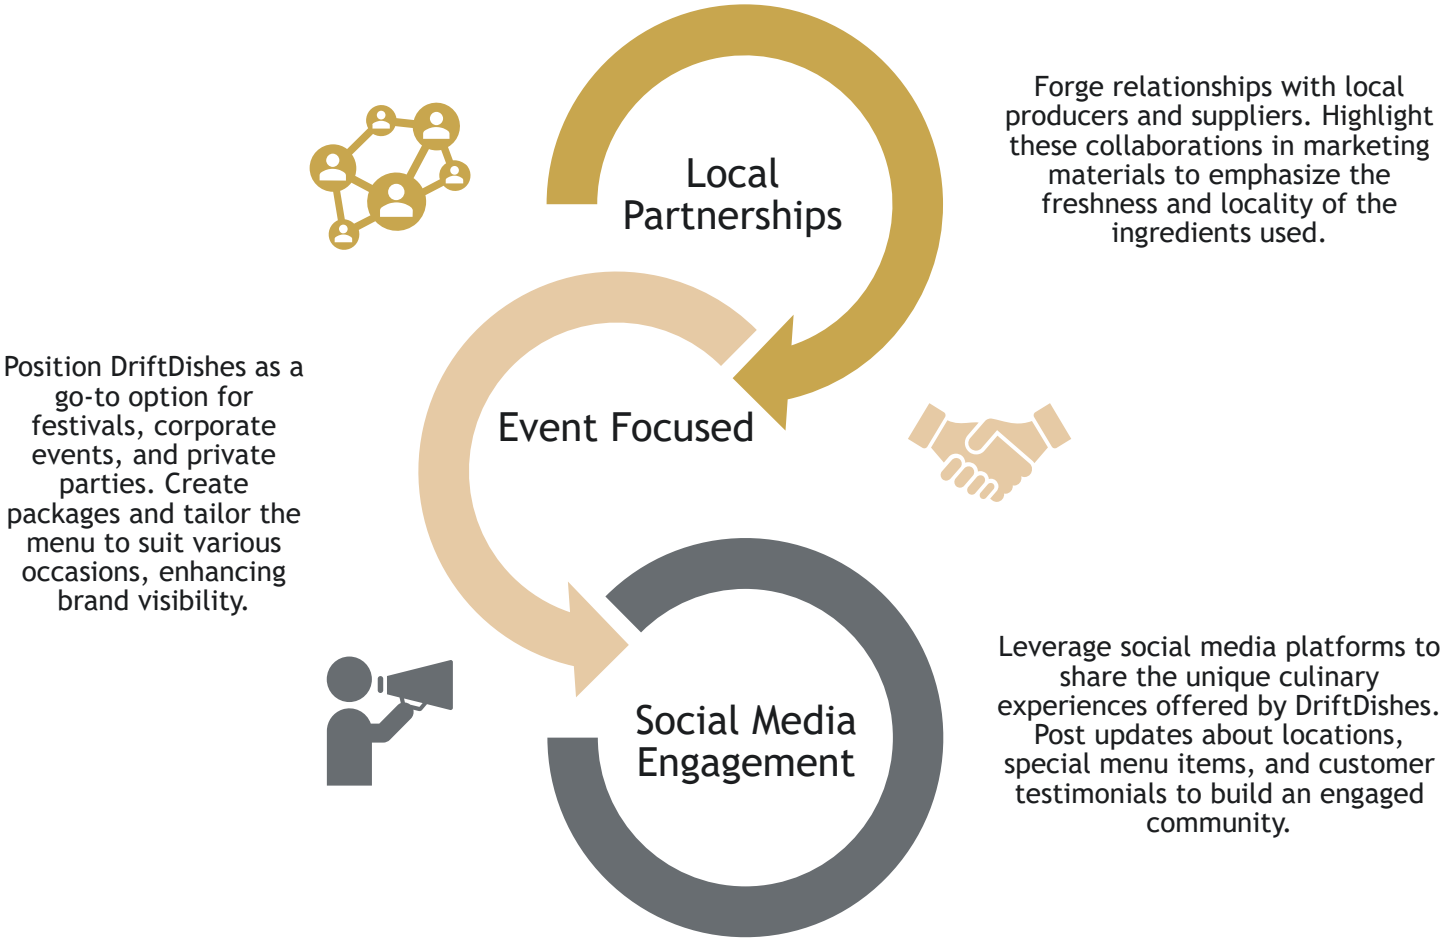 Local
Partnerships
Forge relationships with local
producers and suppliers. Highlight
these collaborations in marketing
materials to emphasize the
freshness and locality of the
ingredients used.
Event Focused
Position DriftDishes as a
go-to option for
festivals, corporate
events, and private
parties. Create
packages and tailor the
menu to suit various
occasions, enhancing
brand visibility.
Social Media
Engagement
Leverage social media platforms to
share the unique culinary
experiences offered by DriftDishes.
Post updates about locations,
special menu items, and customer
testimonials to build an engaged
community.